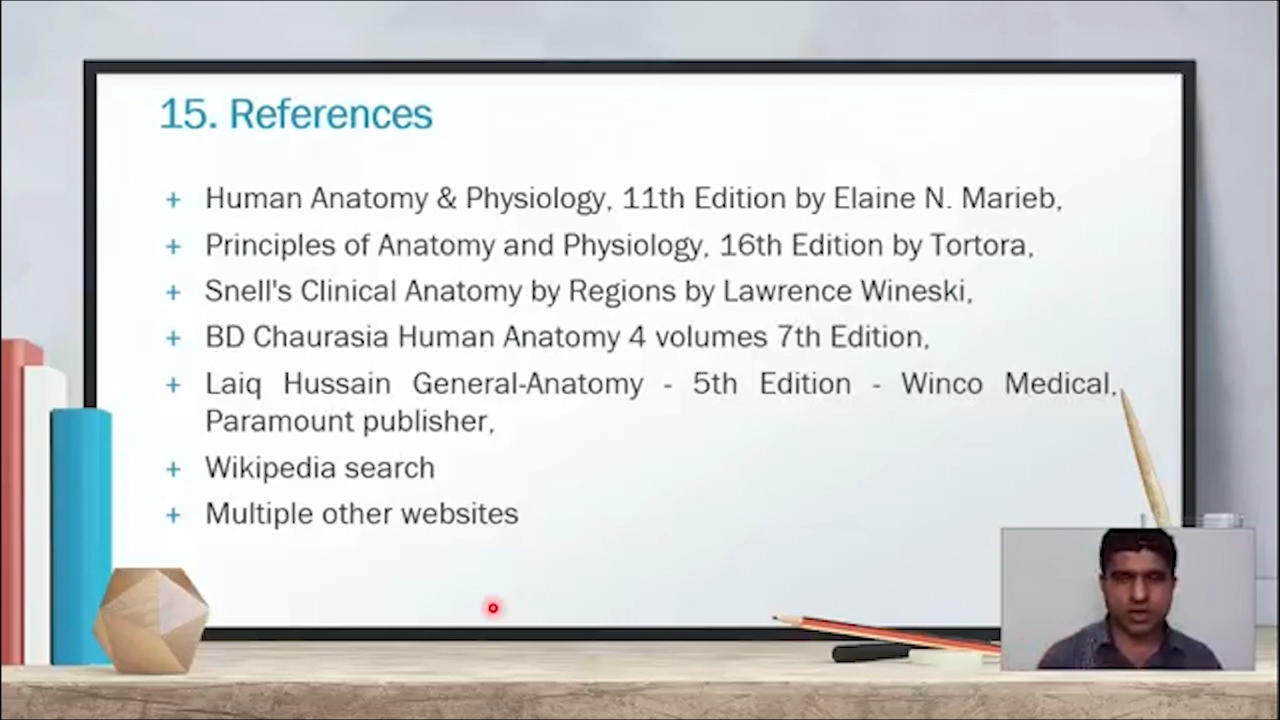 15. References
+ Human Anatomy & Physiology, 11th Edition by Elaine N. Marieb,
+ Principles of Anatomy and Physiology, 16th Edition by Tortora,
+ Snell's Clinical Anatomy by Regions by Lawrence Wineski,
+ BD Chaurasia Human Anatomy 4 volumes 7th Edition,
+ Laiq Hussain General-Anatomy - 5th Edition - Winco Medical,
Paramount publisher,
+ Wikipedia search
+ Multiple other websites